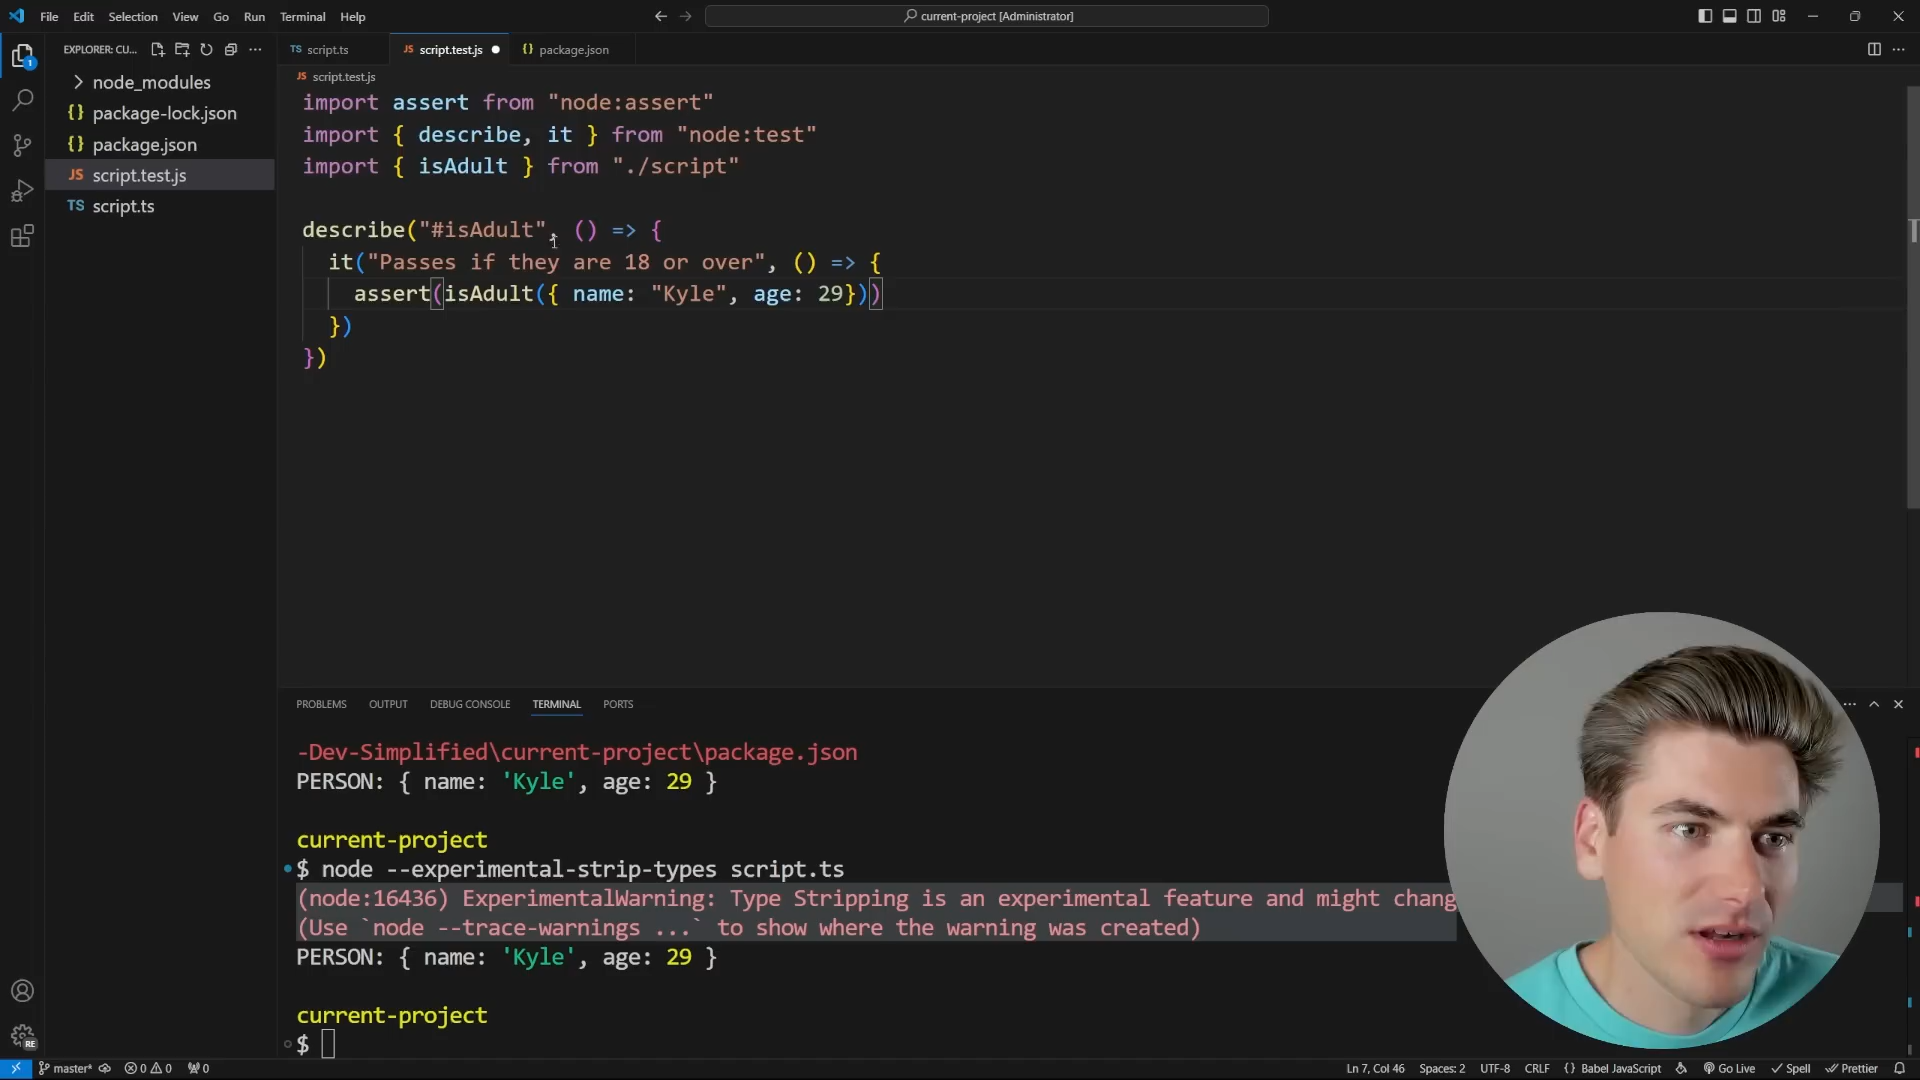 File Edit Selection View Go Run Terminal Help
current-project [Administrator]
EXPLORER: CU...
TS script.ts
JS script.test.js
{} package.json
JS script.test.js
node_modules
{} package-lock.json
{} package.json
JS script.test.js
TS script.ts
1
import assert from "node:assert"
import { describe, it } from "node:test"
import { isAdult } from "./script"
describe("#isAdult", () => {
it("Passes if they are 18 or over", () => {
assert(isAdult({ name: "Kyle", age: 29}))
})
})
PROBLEMS OUTPUT DEBUG CONSOLE TERMINAL PORTS
-Dev-Simplified\current-project\package.json
PERSON: { name: 'Kyle', age: 29 }
current-project
$ node --experimental-strip-types script.ts
(node:16436) ExperimentalWarning: Type Stripping is an experimental feature and might chang
(Use `node --trace-warnings ...` to show where the warning was created)
PERSON: { name: 'Kyle', age: 29 }
current-project
$
RE
master* 0 0 0 Ln 7, Col 46 Spaces: 2 UTF-8 CRLF {} Babel JavaScript Go Live Spell Prettier